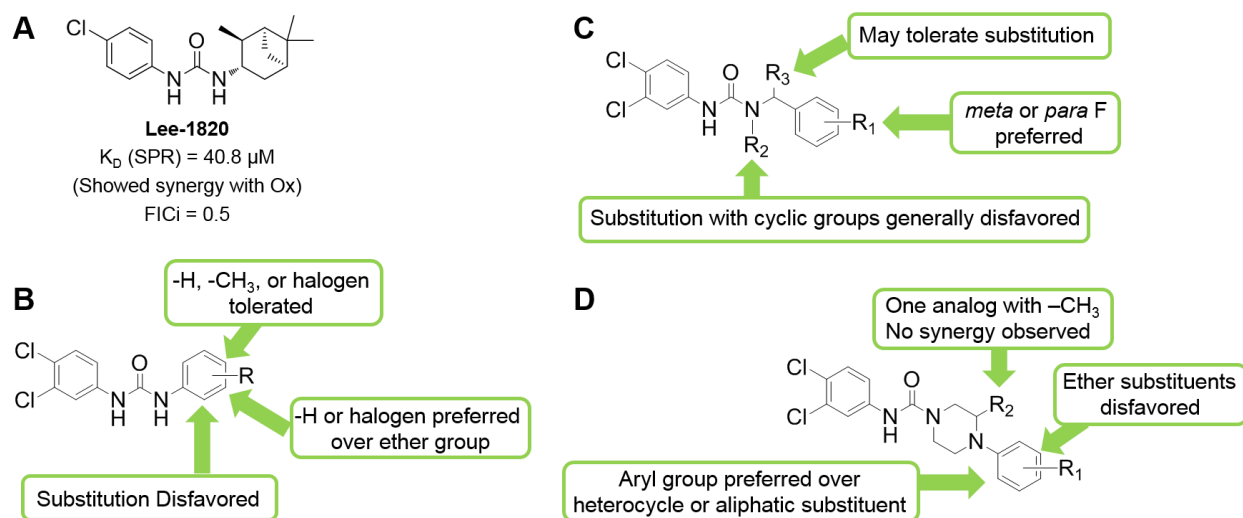 A
Cl
O
N
H
N
H
Lee-1820
K_D (SPR) = 40.8 µM
(Showed synergy with Ox)
FICi = 0.5
B
-H, -CH₃, or halogen
tolerated
Cl
Cl
O
N
H
N
H
R
-H or halogen preferred
over ether group
Substitution Disfavored
C
May tolerate substitution
Cl
Cl
O
R₃
N
H
N
R₂
R₁
meta or para F
preferred
Substitution with cyclic groups generally disfavored
D
One analog with –CH₃
No synergy observed
Ether substituents
disfavored
Cl
Cl
O
N
H
N
R₂
N
R₁
Aryl group preferred over
heterocycle or aliphatic substituent